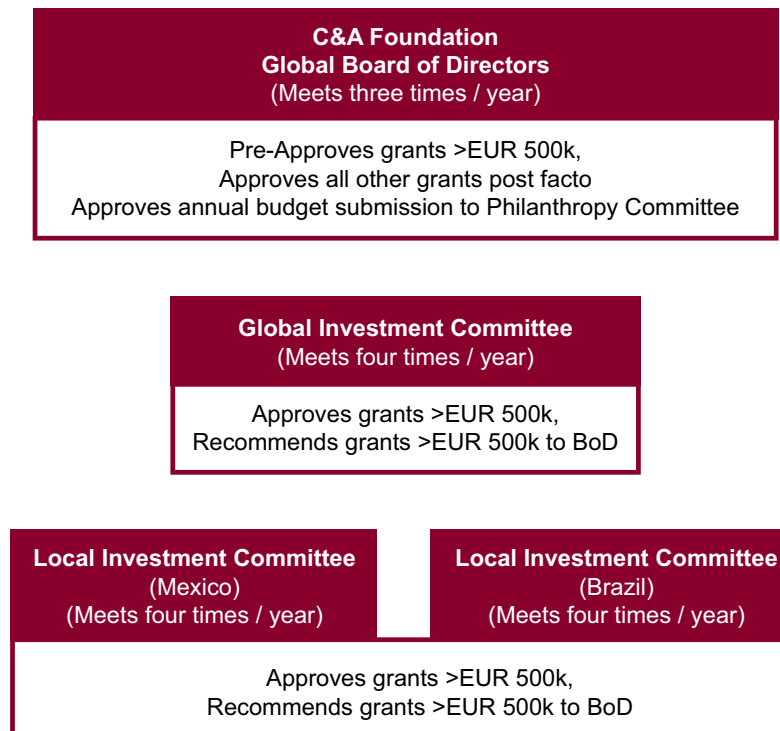 C&A Foundation
Global Board of Directors
(Meets three times / year)
Pre-Approves grants >EUR 500k,
Approves all other grants post facto
Approves annual budget submission to Philanthropy Committee
Global Investment Committee
(Meets four times / year)
Approves grants >EUR 500k,
Recommends grants >EUR 500k to BoD
Local Investment Committee
(Mexico)
(Meets four times / year)
Local Investment Committee
(Brazil)
(Meets four times / year)
Approves grants >EUR 500k,
Recommends grants >EUR 500k to BoD